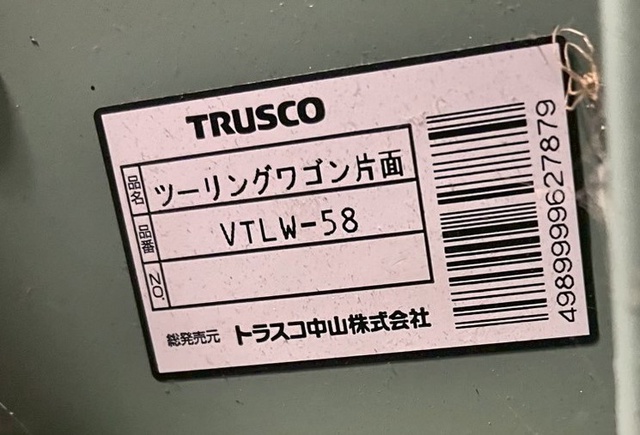 TRUSCO
品名 ツーリングワゴン片面
品番 VTLW-58
NO.
総発売元 トラスコ中山株式会社
4989999627879